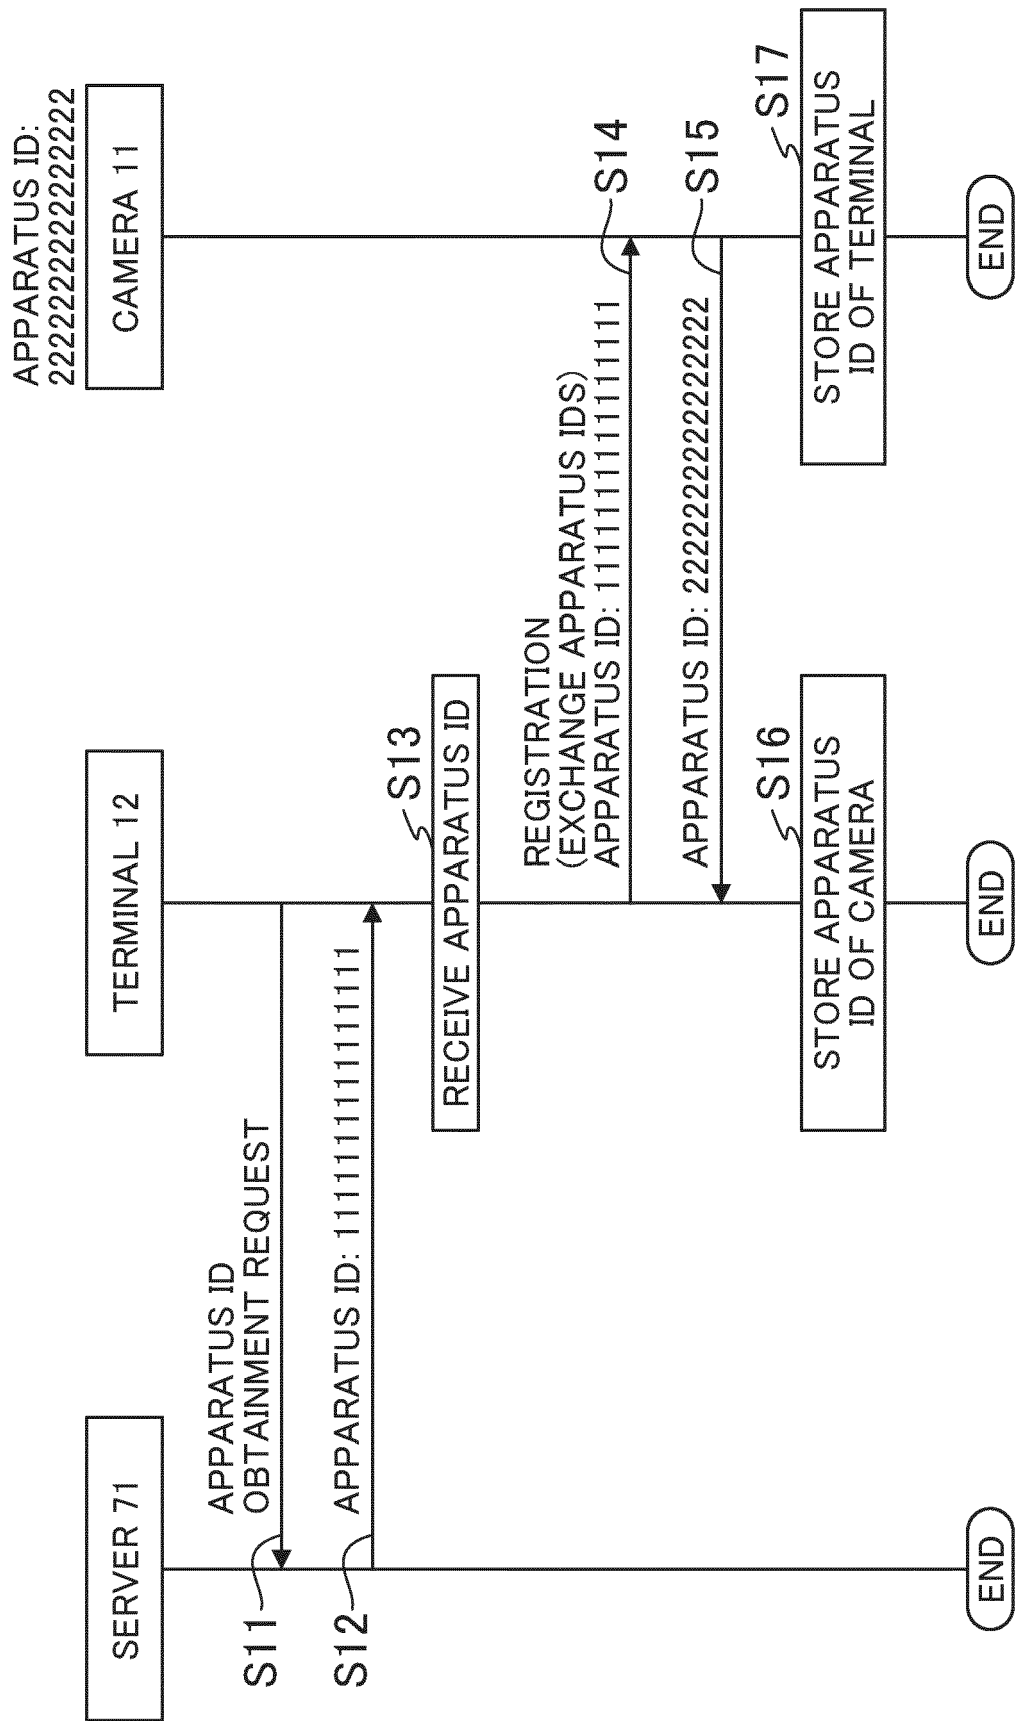 APPARATUS ID:
2222222222222222
SERVER 71
TERMINAL 12
CAMERA 11
APPARATUS ID
OBTAINMENT REQUEST
S11
APPARATUS ID: 1111111111111111
S12
S13
RECEIVE APPARATUS ID
REGISTRATION
(EXCHANGE APPARATUS IDS)
APPARATUS ID: 1111111111111111
S14
APPARATUS ID: 2222222222222222
S15
S16
STORE APPARATUS
ID OF CAMERA
S17
STORE APPARATUS
ID OF TERMINAL
END
END
END